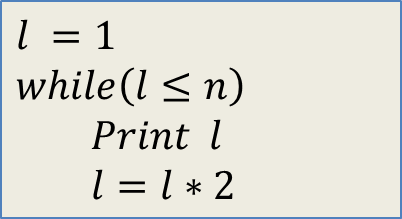 l = 1
while(l ≤ n)
Print l
l = l * 2